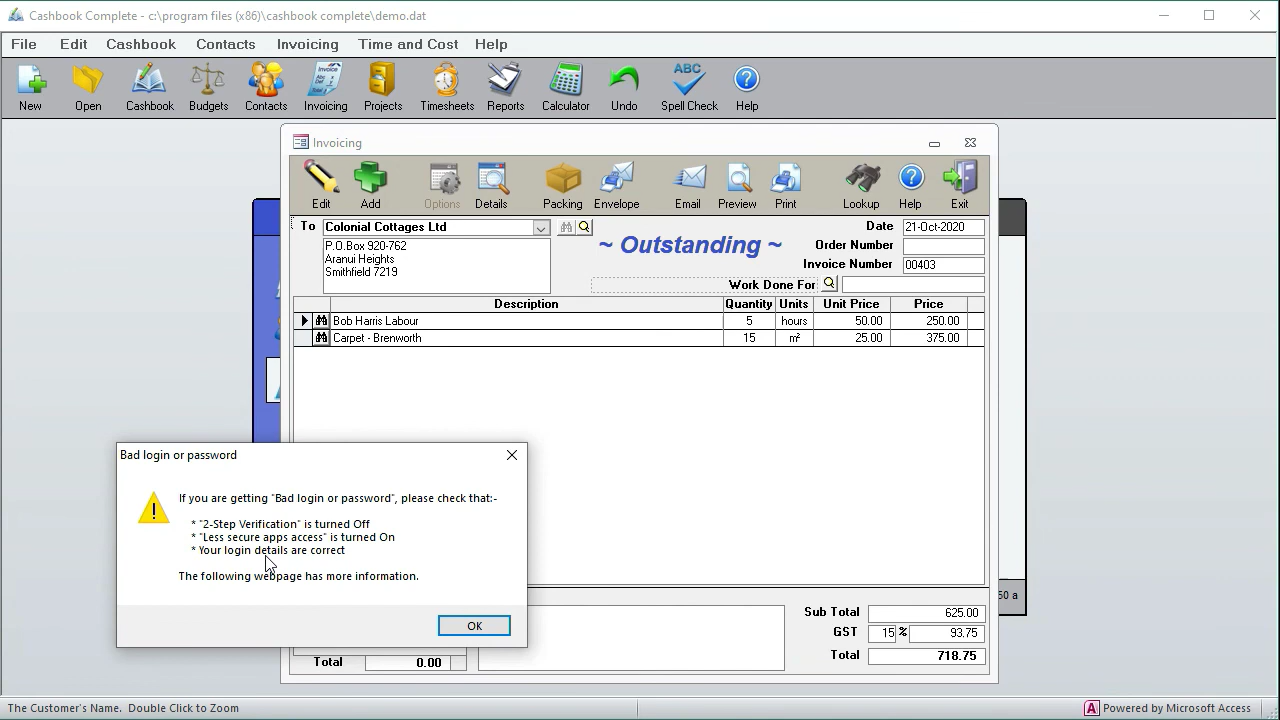 Cashbook Complete - c:\program files (x86)\cashbook complete\demo.dat
File Edit Cashbook Contacts Invoicing Time and Cost Help
New Open Cashbook Budgets Contacts Invoicing Projects Timesheets Reports Calculator Undo Spell Check Help
Invoicing
Edit Add Options Details Packing Envelope Email Preview Print Lookup Help Exit
To Colonial Cottages Ltd
P.O.Box 920-762
Aranui Heights
Smithfield 7219
~ Outstanding ~
Date 21-Oct-2020
Order Number
Invoice Number 00403
Work Done For
Description Quantity Units Unit Price Price
Bob Harris Labour 5 hours 50.00 250.00
Carpet - Brenworth 15 m² 25.00 375.00
Bad login or password
If you are getting "Bad login or password", please check that:-
* "2-Step Verification" is turned Off
* "Less secure apps access" is turned On
* Your login details are correct
The following webpage has more information.
OK
50 a
Sub Total 625.00
GST 15 % 93.75
Total 718.75
Total 0.00
The Customer's Name. Double Click to Zoom
Powered by Microsoft Access